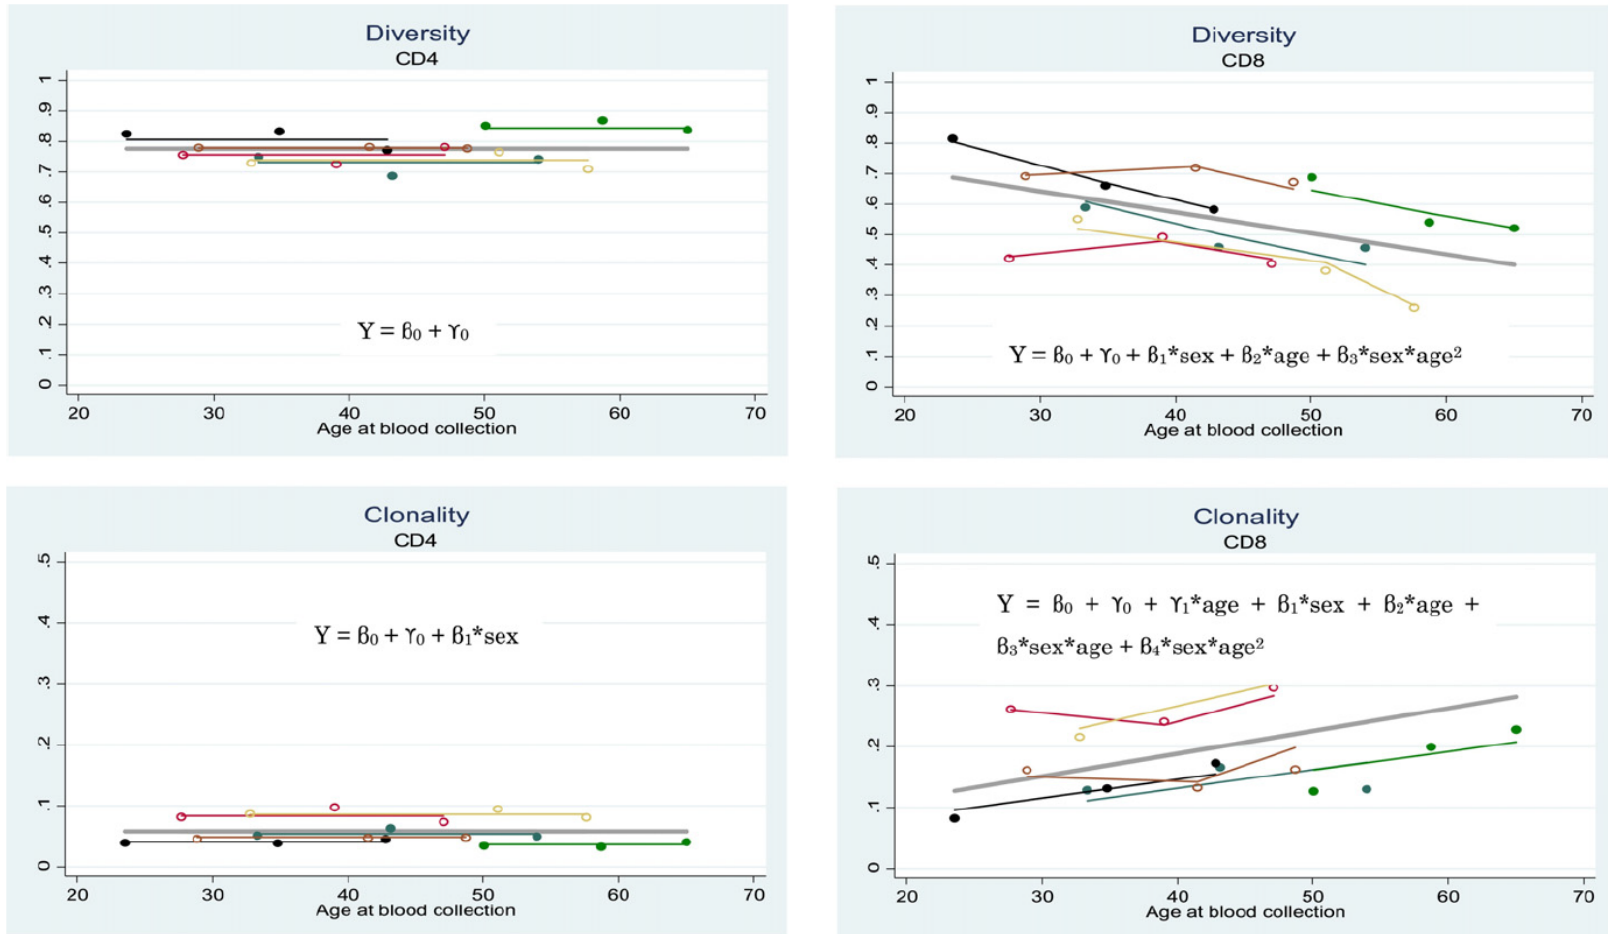 Diversity
CD4
1
.9
.8
.7
.6
.5
.4
.3
.2
.1
0
Y = β₀ + γ₀
20 30 40 50 60 70
Age at blood collection
Diversity
CD8
1
.9
.8
.7
.6
.5
.4
.3
.2
.1
0
Y = β₀ + γ₀ + β₁*sex + β₂*age + β₃*sex*age²
20 30 40 50 60 70
Age at blood collection
Clonality
CD4
.5
.4
.3
.2
.1
0
Y = β₀ + γ₀ + β₁*sex
20 30 40 50 60 70
Age at blood collection
Clonality
CD8
.5
.4
.3
.2
.1
0
Y = β₀ + γ₀ + γ₁*age + β₁*sex + β₂*age +
β₃*sex*age + β₄*sex*age²
20 30 40 50 60 70
Age at blood collection